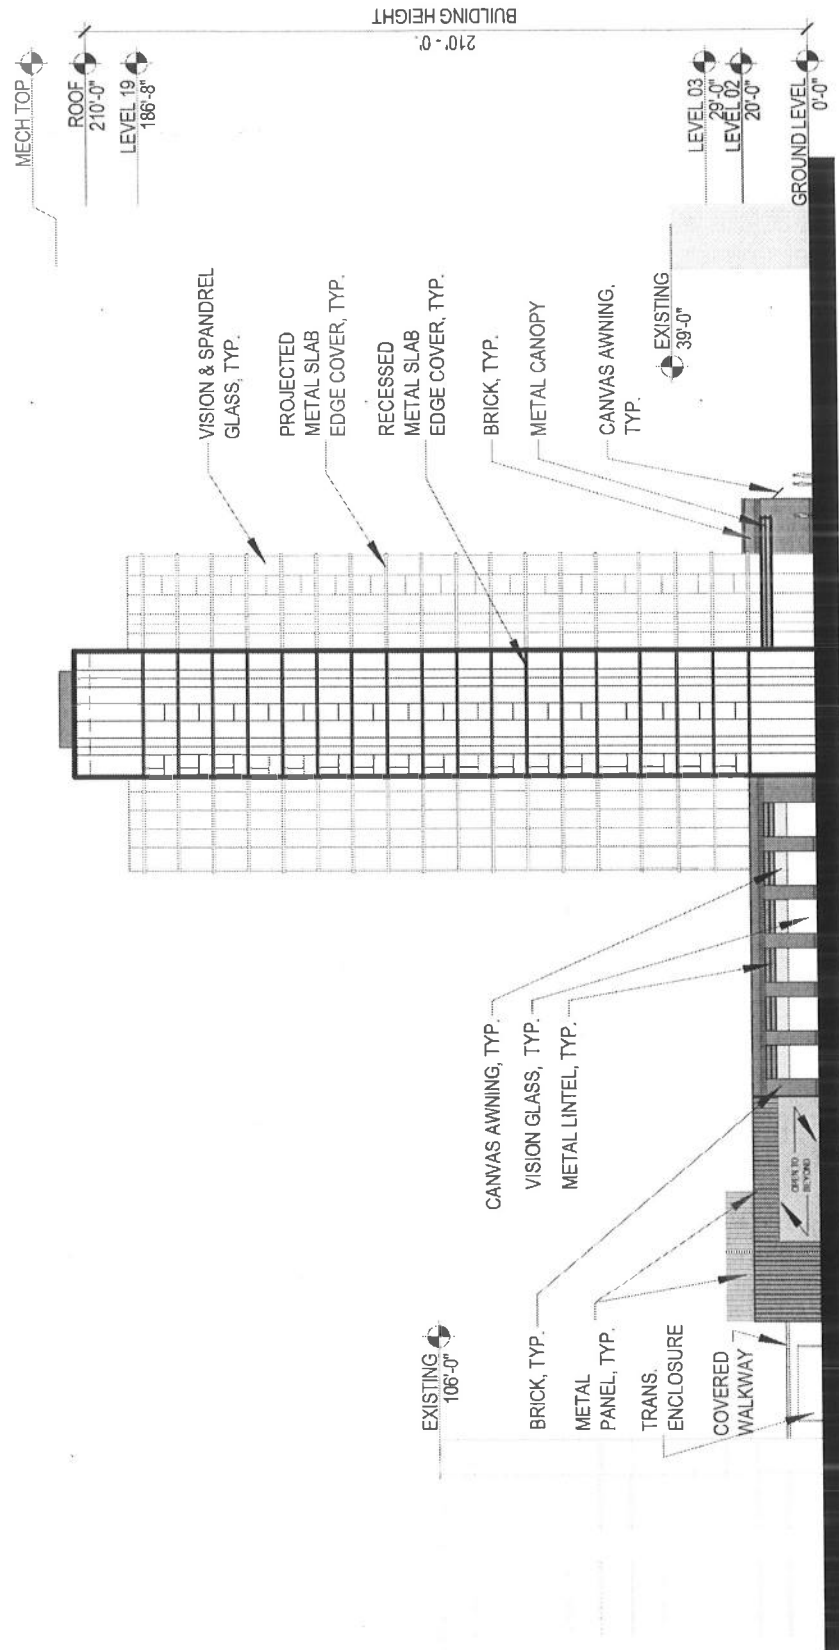 MECH TOP
ROOF
210'-0"
LEVEL 19
186'-8"
210' - 0".
BUILDING HEIGHT
LEVEL 03
29'-0"
LEVEL 02
20'-0"
GROUND LEVEL
0'-0"
VISION & SPANDREL
GLASS, TYP.
PROJECTED
METAL SLAB
EDGE COVER, TYP.
RECESSED
METAL SLAB
EDGE COVER, TYP.
BRICK, TYP.
METAL CANOPY
CANVAS AWNING,
TYP.
EXISTING
39'-0"
CANVAS AWNING, TYP.
VISION GLASS, TYP.
METAL LINTEL, TYP.
EXISTING
106'-0"
BRICK, TYP.
METAL
PANEL, TYP.
TRANS.
ENCLOSURE
COVERED
WALKWAY
OPEN TO
BEYOND